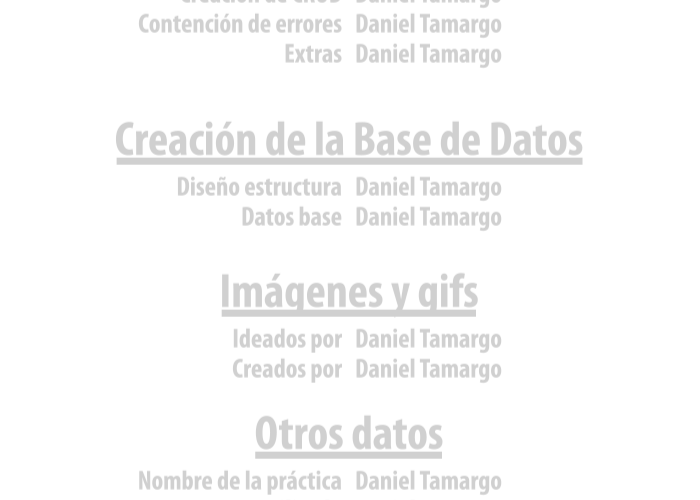 Contención de errores Daniel Tamargo
Extras Daniel Tamargo
Creación de la Base de Datos
Diseño estructura Daniel Tamargo
Datos base Daniel Tamargo
Imágenes y gifs
Ideados por Daniel Tamargo
Creados por Daniel Tamargo
Otros datos
Nombre de la práctica Daniel Tamargo